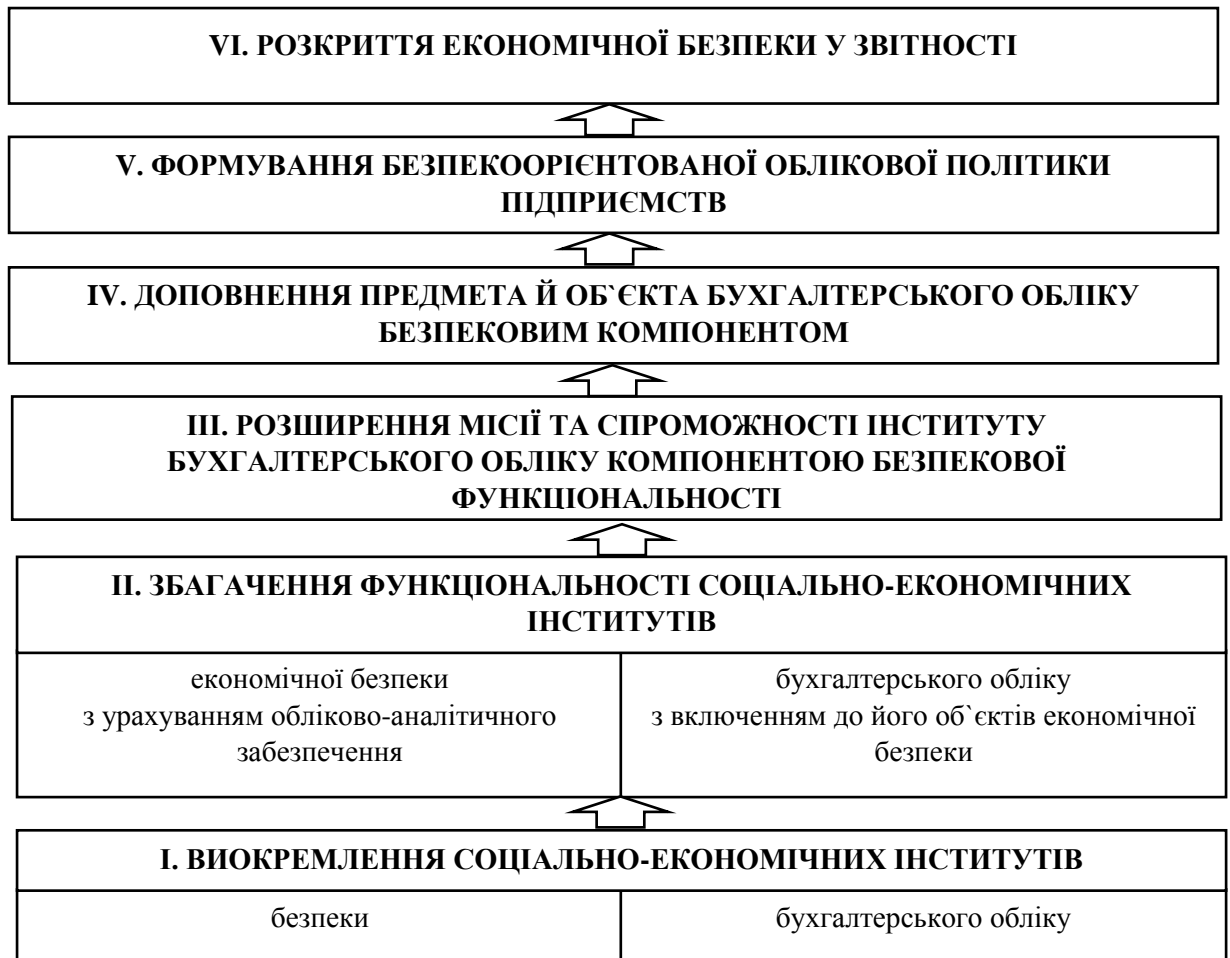 VI. РОЗКРИТТЯ ЕКОНОМІЧНОЇ БЕЗПЕКИ У ЗВІТНОСТІ
V. ФОРМУВАННЯ БЕЗПЕКООРІЄНТОВАНОЇ ОБЛІКОВОЇ ПОЛІТИКИ
ПІДПРИЄМСТВ
IV. ДОПОВНЕННЯ ПРЕДМЕТА Й ОБ`ЄКТА БУХГАЛТЕРСЬКОГО ОБЛІКУ
БЕЗПЕКОВИМ КОМПОНЕНТОМ
III. РОЗШИРЕННЯ МІСІЇ ТА СПРОМОЖНОСТІ ІНСТИТУТУ
БУХГАЛТЕРСЬКОГО ОБЛІКУ КОМПОНЕНТОЮ БЕЗПЕКОВОЇ
ФУНКЦІОНАЛЬНОСТІ
II. ЗБАГАЧЕННЯ ФУНКЦІОНАЛЬНОСТІ СОЦІАЛЬНО-ЕКОНОМІЧНИХ
ІНСТИТУТІВ
економічної безпеки
з урахуванням обліково-аналітичного
забезпечення
бухгалтерського обліку
з включенням до його об`єктів економічної
безпеки
I. ВИОКРЕМЛЕННЯ СОЦІАЛЬНО-ЕКОНОМІЧНИХ ІНСТИТУТІВ
безпеки
бухгалтерського обліку